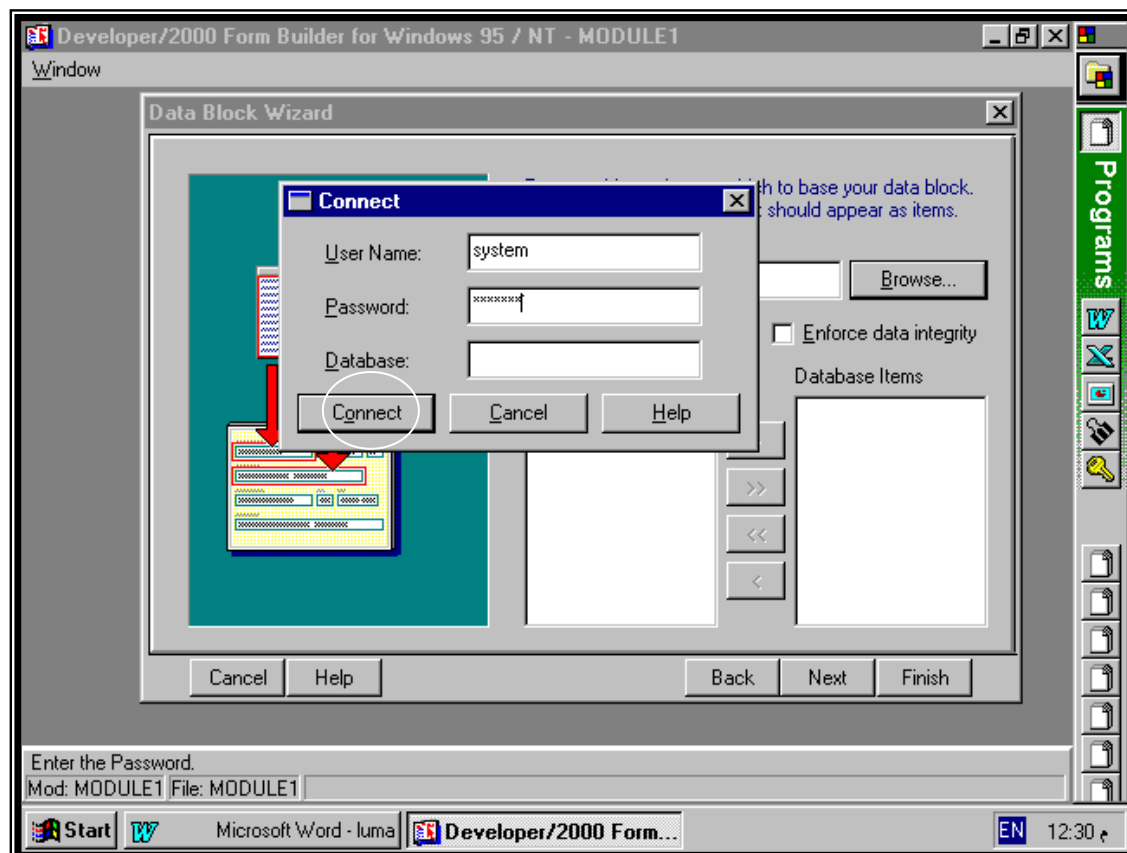 Developer/2000 Form Builder for Windows 95 / NT - MODULE1
Window
Data Block Wizard
h to base your data block.
should appear as items.
Connect
User Name:
system
Password:
xxxxxxx
Database:
Connect
Cancel
Help
Browse...
Enforce data integrity
Database Items
>>
<<
<
Cancel
Help
Back
Next
Finish
Programs
Enter the Password.
Mod: MODULE1 File: MODULE1
Start
Microsoft Word - luma
Developer/2000 Form...
EN
12:30 م